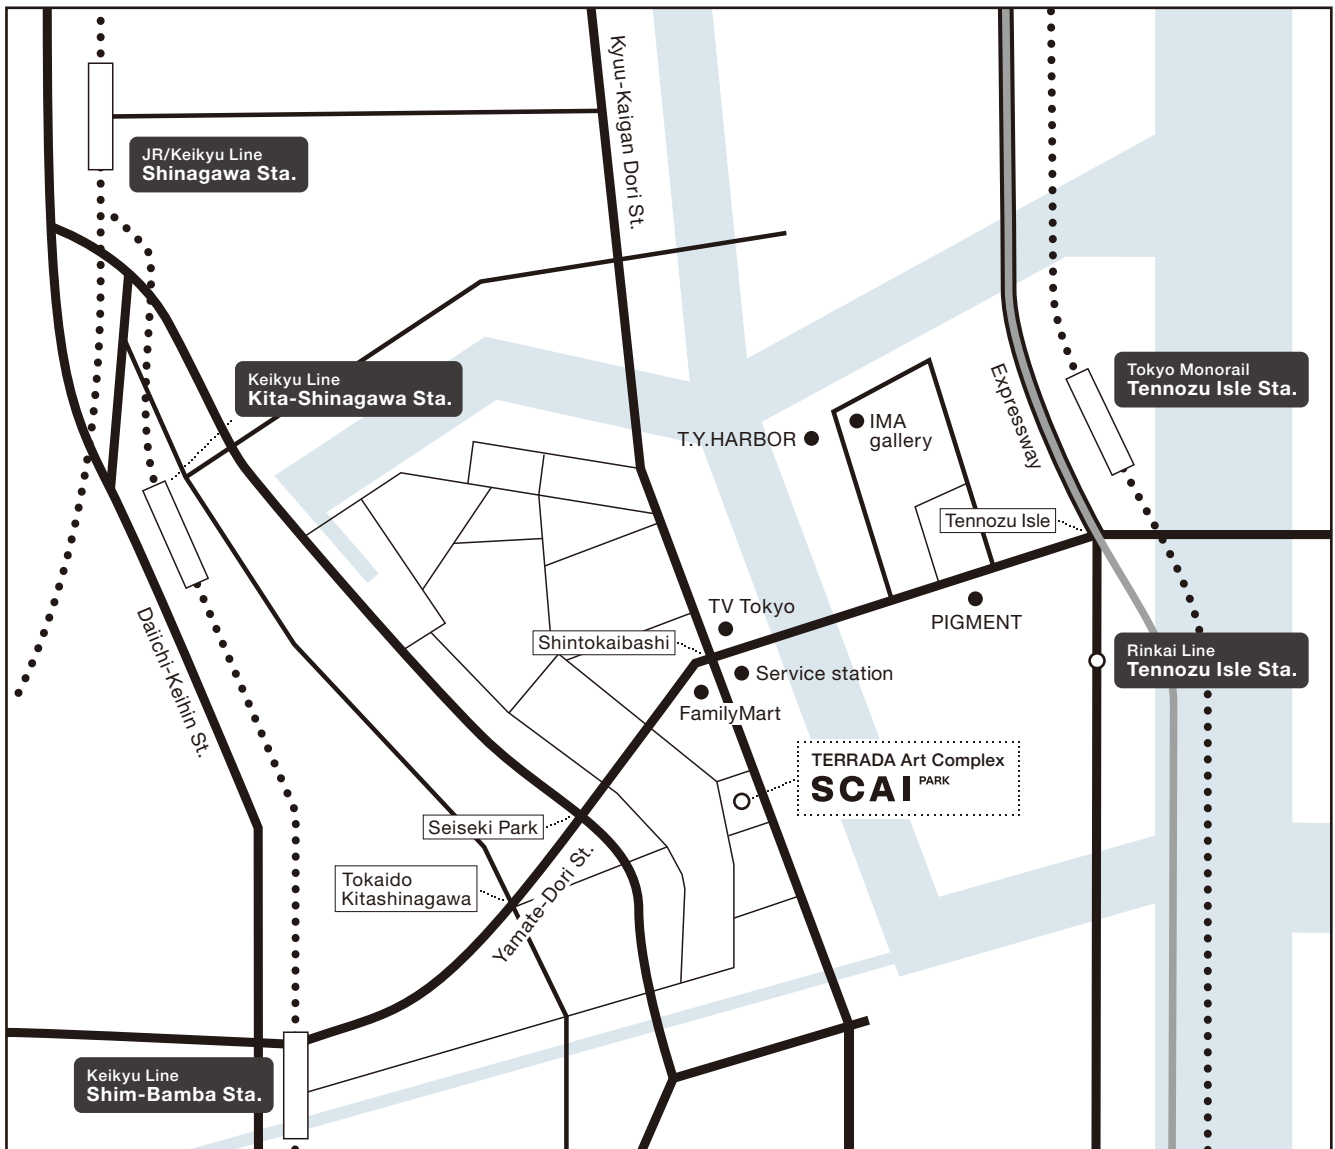 Kyuu-Kaigan Dori St.
JR/Keikyu Line
Shinagawa Sta.
Keikyu Line
Kita-Shinagawa Sta.
Tokyo Monorail
Tennozu Isle Sta.
Expressway
IMA
gallery
T.Y.HARBOR
Tennozu Isle
PIGMENT
TV Tokyo
Shintokaibashi
Service station
FamilyMart
Rinkai Line
Tennozu Isle Sta.
Daiichi-Keihin St.
TERRADA Art Complex
SCAI PARK
Seiseki Park
Tokaido
Kitashinagawa
Yamate-Dori St.
Keikyu Line
Shim-Bamba Sta.